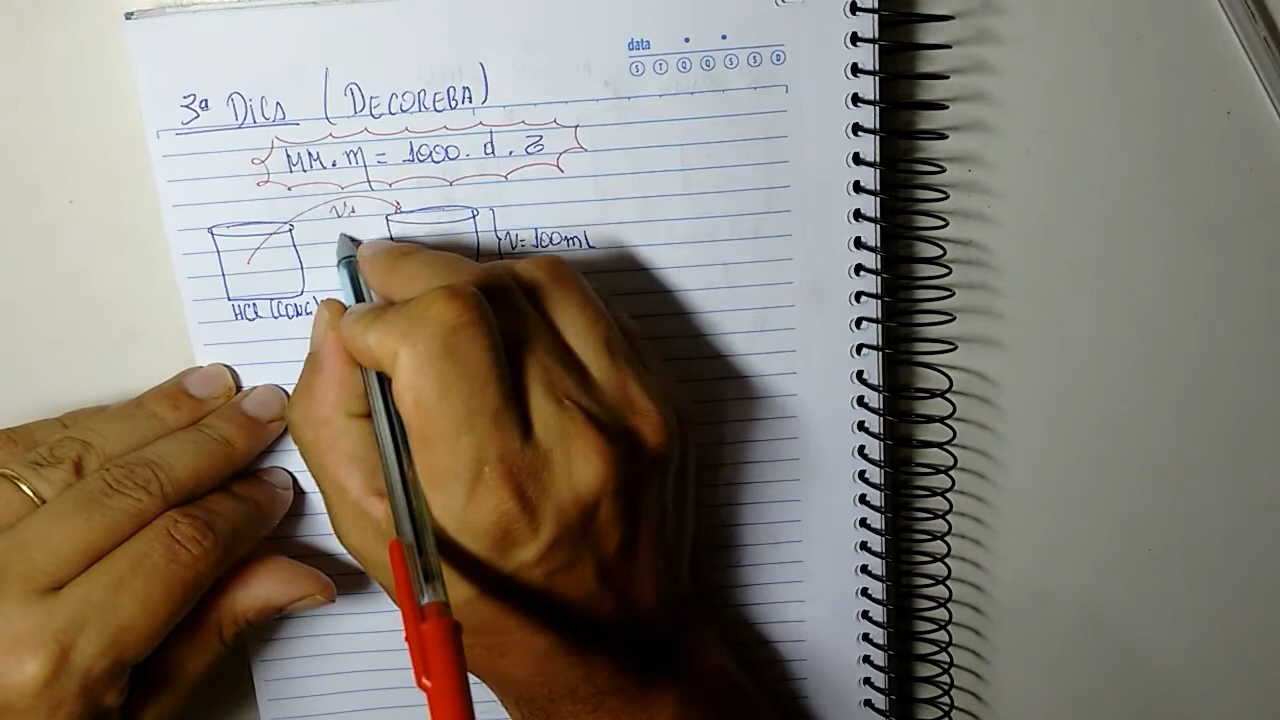 data
S T Q Q S S D
3ª DICA (DECOREBA)
MM.m = 1000.d.z
V1
V=100mL
HCl (CONC)